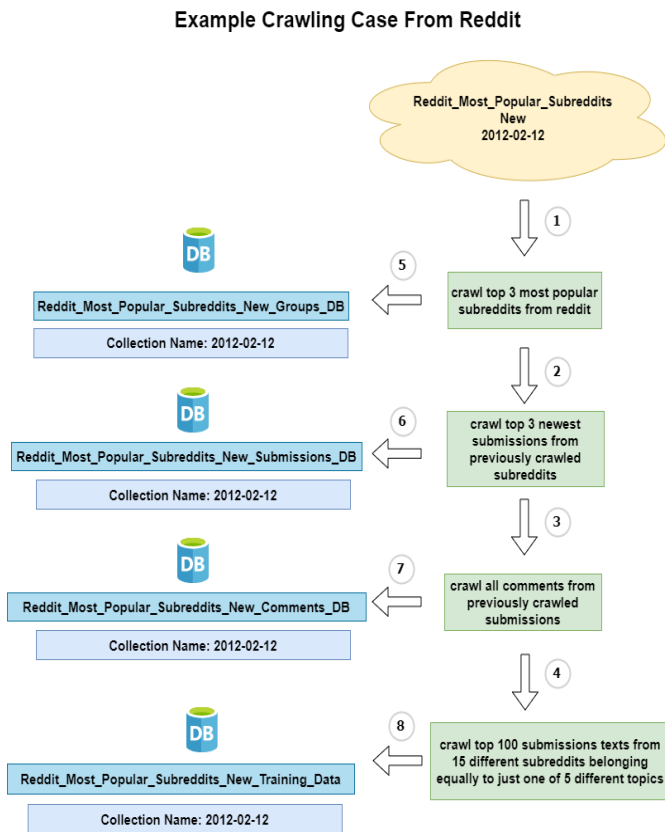 Example Crawling Case From Reddit
Reddit_Most_Popular_Subreddits
New
2012-02-12
1
DB
5
crawl top 3 most popular
subreddits from reddit
Reddit_Most_Popular_Subreddits_New_Groups_DB
Collection Name: 2012-02-12
2
DB
6
crawl top 3 newest
submissions from
previously crawled
subreddits
Reddit_Most_Popular_Subreddits_New_Submissions_DB
Collection Name: 2012-02-12
3
DB
7
crawl all comments from
previously crawled
submissions
Reddit_Most_Popular_Subreddits_New_Comments_DB
Collection Name: 2012-02-12
4
DB
8
crawl top 100 submissions texts from
15 different subreddits belonging
equally to just one of 5 different topics
Reddit_Most_Popular_Subreddits_New_Training_Data
Collection Name: 2012-02-12